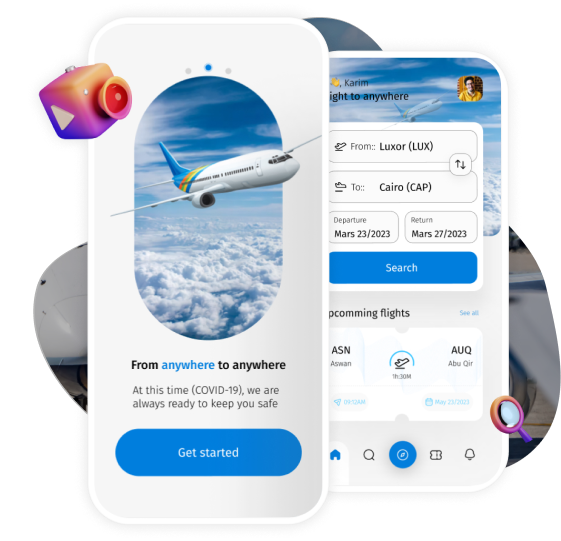 From anywhere to anywhere
At this time (COVID-19), we are
always ready to keep you safe
Get started
, Karim
ight to anywhere
From:: Luxor (LUX)
To:: Cairo (CAP)
Departure
Mars 23/2023
Return
Mars 27/2023
Search
pcomming flights
See all
ASN
Aswan
1h:30M
AUQ
Abu Qir
09:12AM
May 23/2023